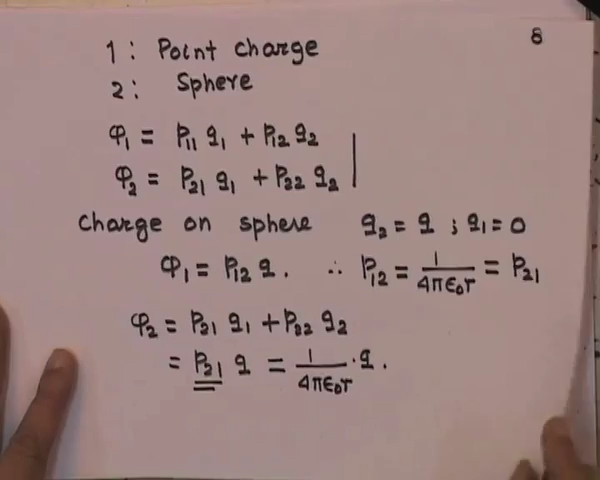 8
1 : Point charge
2 : Sphere
φ₁ = P₁₁ q₁ + P₁₂ q₂
φ₂ = P₂₁ q₁ + P₂₂ q₂
Charge on sphere q₂ = q ; q₁ = 0
φ₁ = P₁₂ q. ∴ P₁₂ = 1/4πϵ₀r = P₂₁
φ₂ = P₂₁ q₁ + P₂₂ q₂
= P₂₁ q = 1/4πϵ₀r · q.